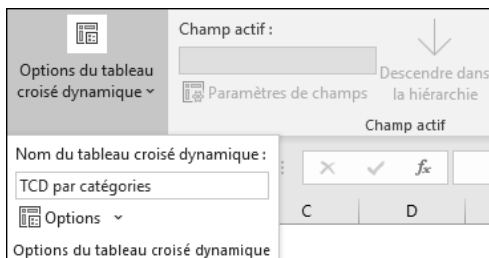 Champ actif :
Options du tableau
croisé dynamique
Descendre dans
la hiérarchie
Paramètres de champs
Champ actif
Nom du tableau croisé dynamique :
TCD par catégories
fx
Options
C D
Options du tableau croisé dynamique